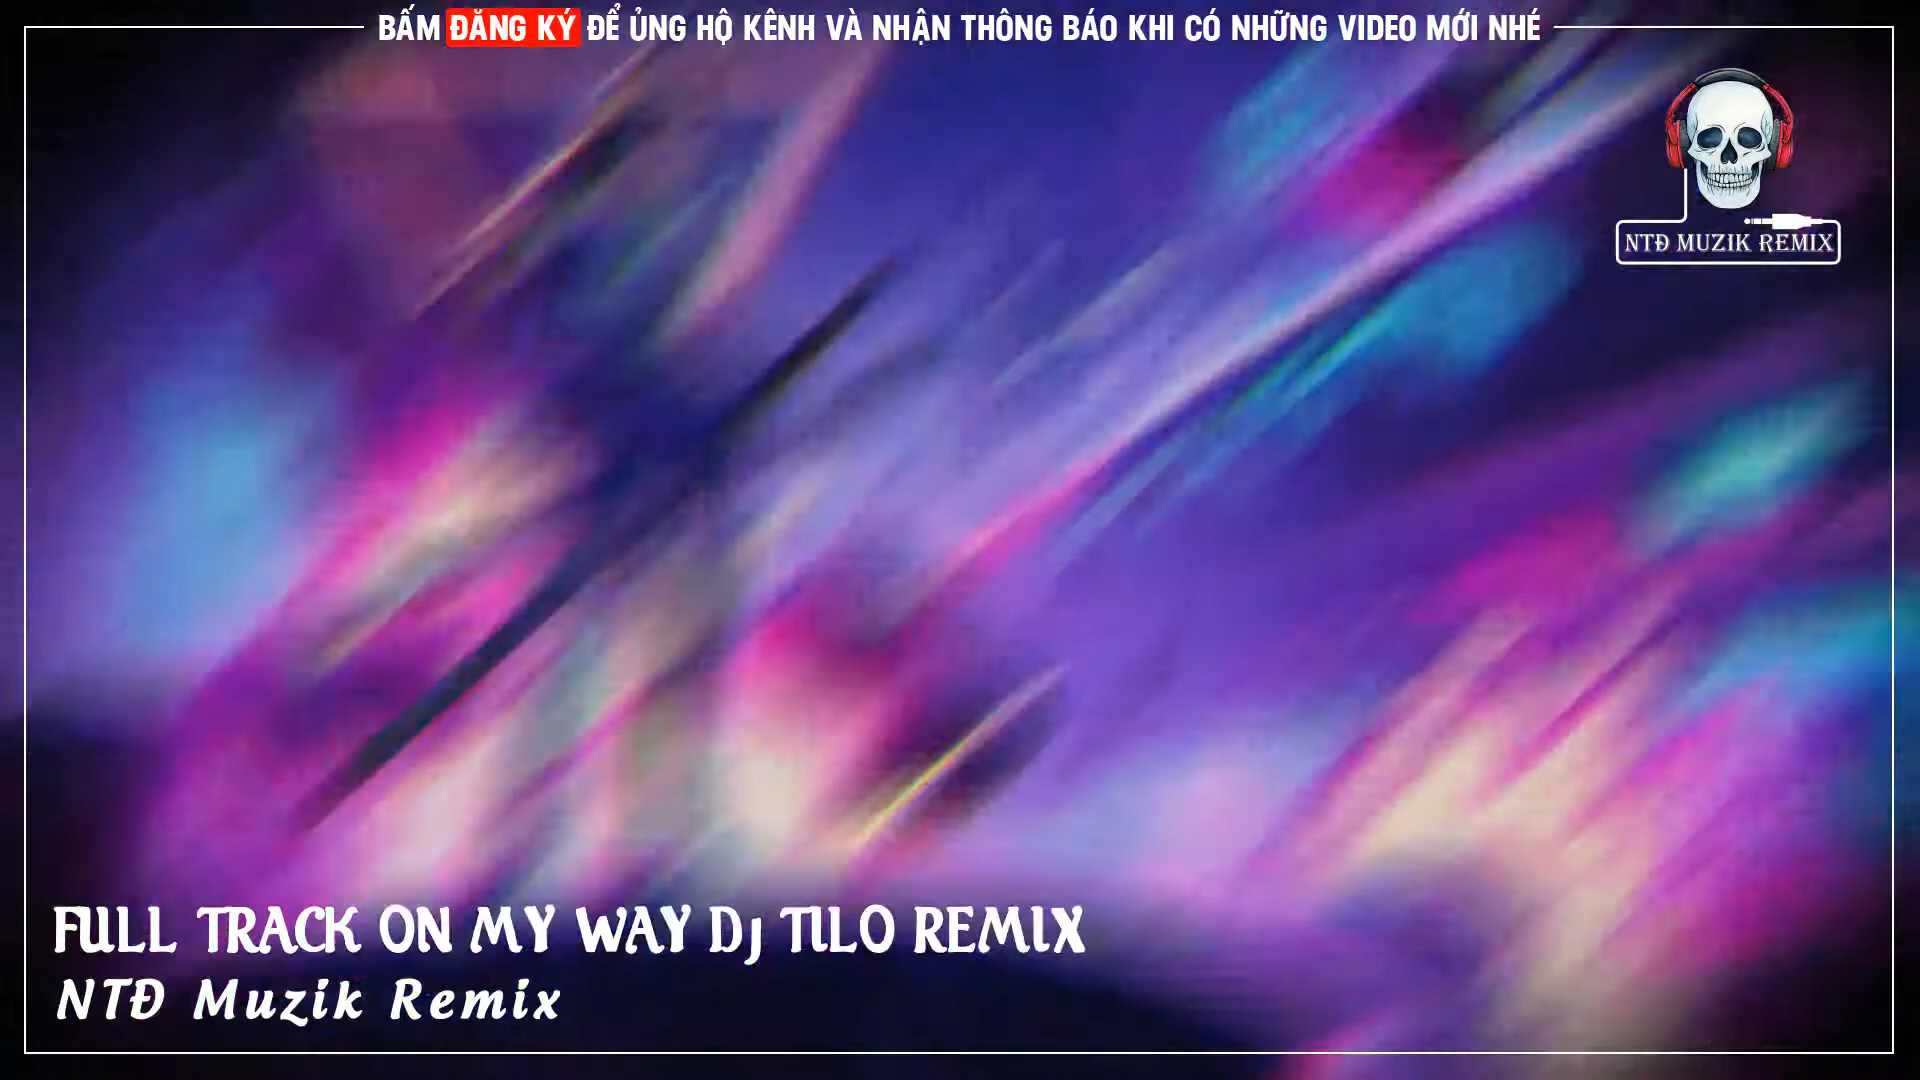 BẤM ĐĂNG KÝ ĐỂ ỦNG HỘ KÊNH VÀ NHẬN THÔNG BÁO KHI CÓ NHỮNG VIDEO MỚI NHÉ
NTĐ MUZIK REMIX
FULL TRACK ON MY WAY DJ TILO REMIX
NTĐ Muzik Remix